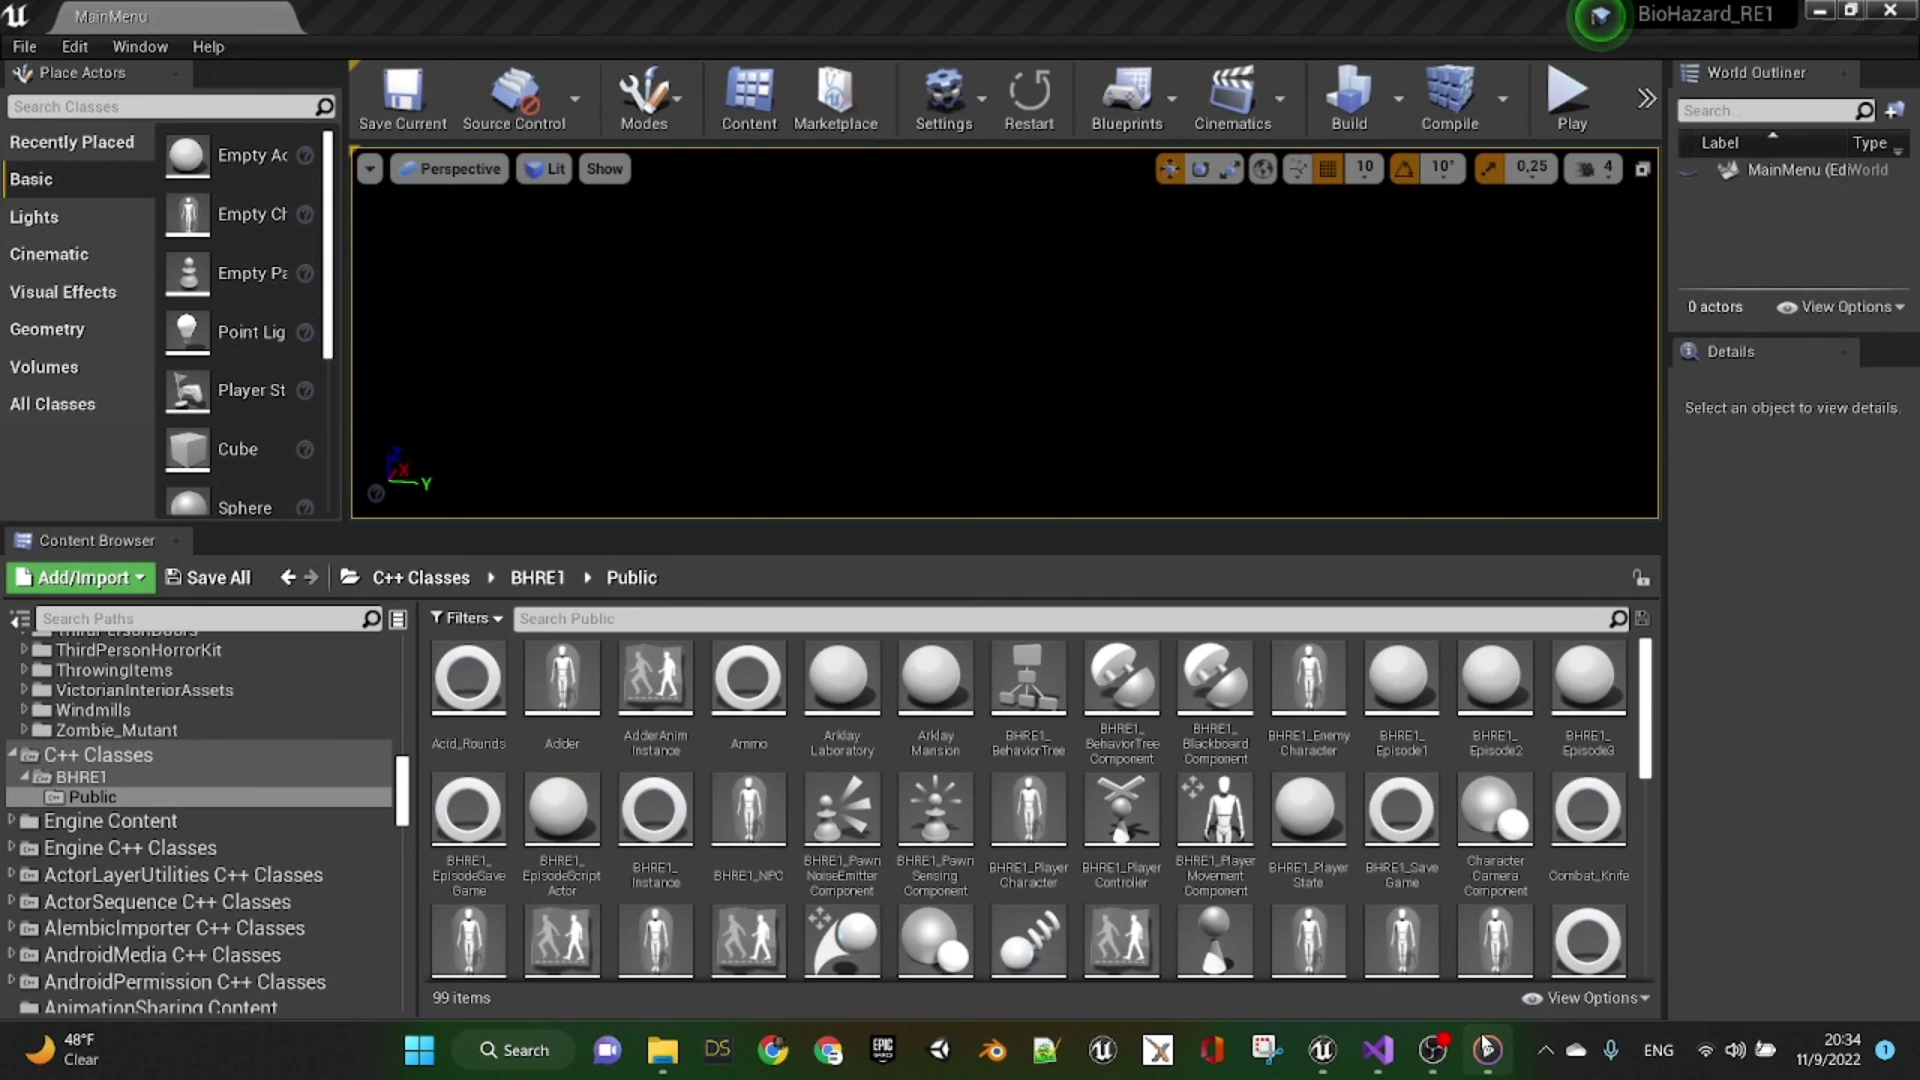 MainMenu
BioHazard_RE1
File Edit Window Help
Place Actors
Search Classes
Recently Placed
Basic
Lights
Cinematic
Visual Effects
Geometry
Volumes
All Classes
Empty Ac
Empty Ch
Empty Pa
Point Lig
Player St
Cube
Sphere
Save Current
Source Control
Modes
Content
Marketplace
Settings
Restart
Blueprints
Cinematics
Build
Compile
Play
Perspective
Lit
Show
10
10°
0,25
4
Z
X
Y
World Outliner
Search...
Label Type
MainMenu (Edi World
0 actors
View Options
Details
Select an object to view details.
Content Browser
Add/Import
Save All
C++ Classes
BHRE1
Public
Search Paths
ThirdPersonDoors
ThirdPersonHorrorKit
ThrowingItems
VictorianInteriorAssets
Windmills
Zombie_Mutant
C++ Classes
BHRE1
Public
Engine Content
Engine C++ Classes
ActorLayerUtilities C++ Classes
ActorSequence C++ Classes
AlembicImporter C++ Classes
AndroidMedia C++ Classes
AndroidPermission C++ Classes
AnimationSharing Content
Filters
Search Public
Acid_Rounds
Adder
AdderAnim
Instance
Ammo
Arklay
Laboratory
Arklay
Mansion
BHRE1_
BehaviorTree
BHRE1_
BehaviorTree
Component
BHRE1_
Blackboard
Component
BHRE1_Enemy
Character
BHRE1_
Episode1
BHRE1_
Episode2
BHRE1_
Episode3
BHRE1_
EpisodeSave
Game
BHRE1_
EpisodeScript
Actor
BHRE1_
Instance
BHRE1_NPC
BHRE1_Pawn
NoiseEmitter
Component
BHRE1_Pawn
Sensing
Component
BHRE1_Player
Character
BHRE1_Player
Controller
BHRE1_Player
Movement
Component
BHRE1_Player
State
BHRE1_Save
Game
Character
Camera
Component
Combat_Knife
99 items
View Options
48°F
Clear
Search
DS
EPIC
GAMES
ENG
20:34
11/9/2022
1